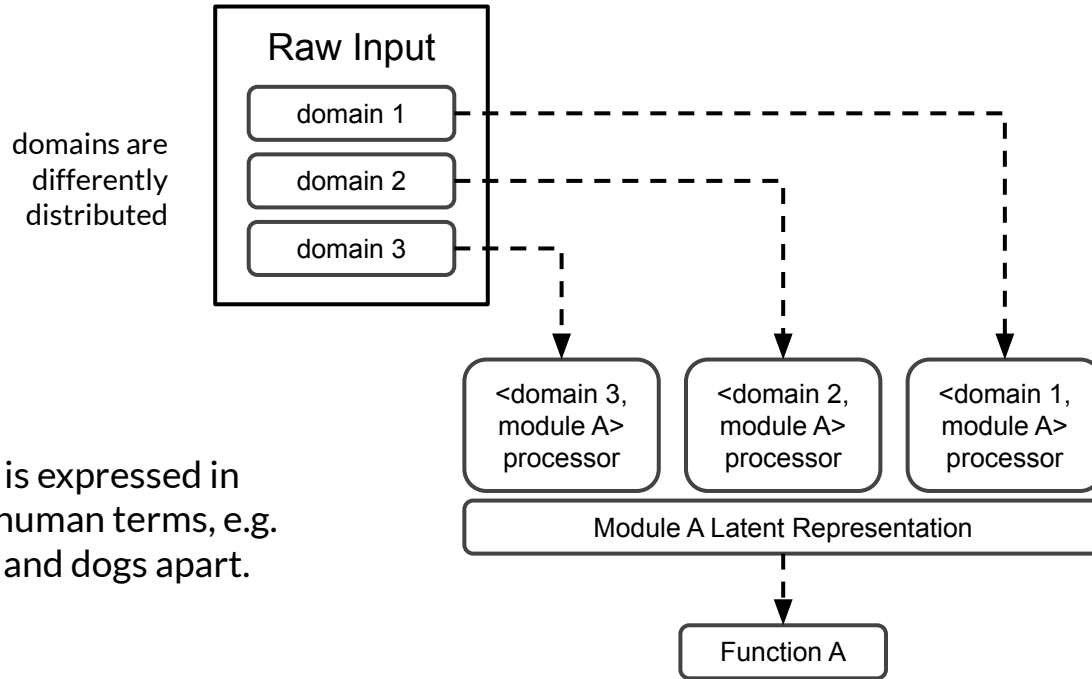 Raw Input
domain 1
domains are
differently
distributed
domain 2
domain 3
<domain 3,
module A>
processor
<domain 2,
module A>
processor
<domain 1,
module A>
processor
is expressed in
human terms, e.g.
and dogs apart.
Module A Latent Representation
Function A